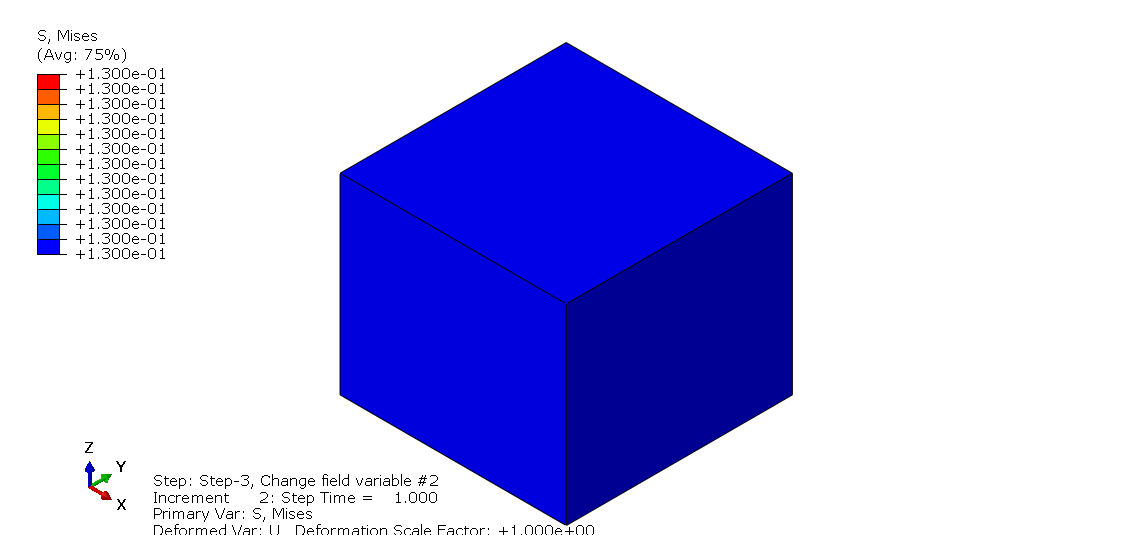 S, Mises
(Avg: 75%)
+1.300e-01
+1.300e-01
+1.300e-01
+1.300e-01
+1.300e-01
+1.300e-01
+1.300e-01
+1.300e-01
+1.300e-01
+1.300e-01
+1.300e-01
+1.300e-01
+1.300e-01
Z
Y
X
Step: Step-3, Change field variable #2
Increment 2: Step Time = 1.000
Primary Var: S, Mises
Deformed Var: U Deformation Scale Factor: +1.000e+00